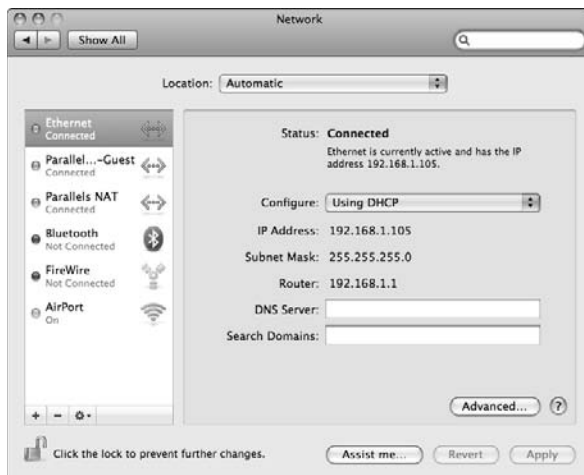 Network
Show All
Location: Automatic
Ethernet
Connected
Parallel...-Guest
Connected
Parallels NAT
Connected
Bluetooth
Not Connected
FireWire
Not Connected
AirPort
On
Status: Connected
Ethernet is currently active and has the IP
address 192.168.1.105.
Configure: Using DHCP
IP Address: 192.168.1.105
Subnet Mask: 255.255.255.0
Router: 192.168.1.1
DNS Server:
Search Domains:
Advanced... ?
+ −
Click the lock to prevent further changes.
Assist me... Revert Apply